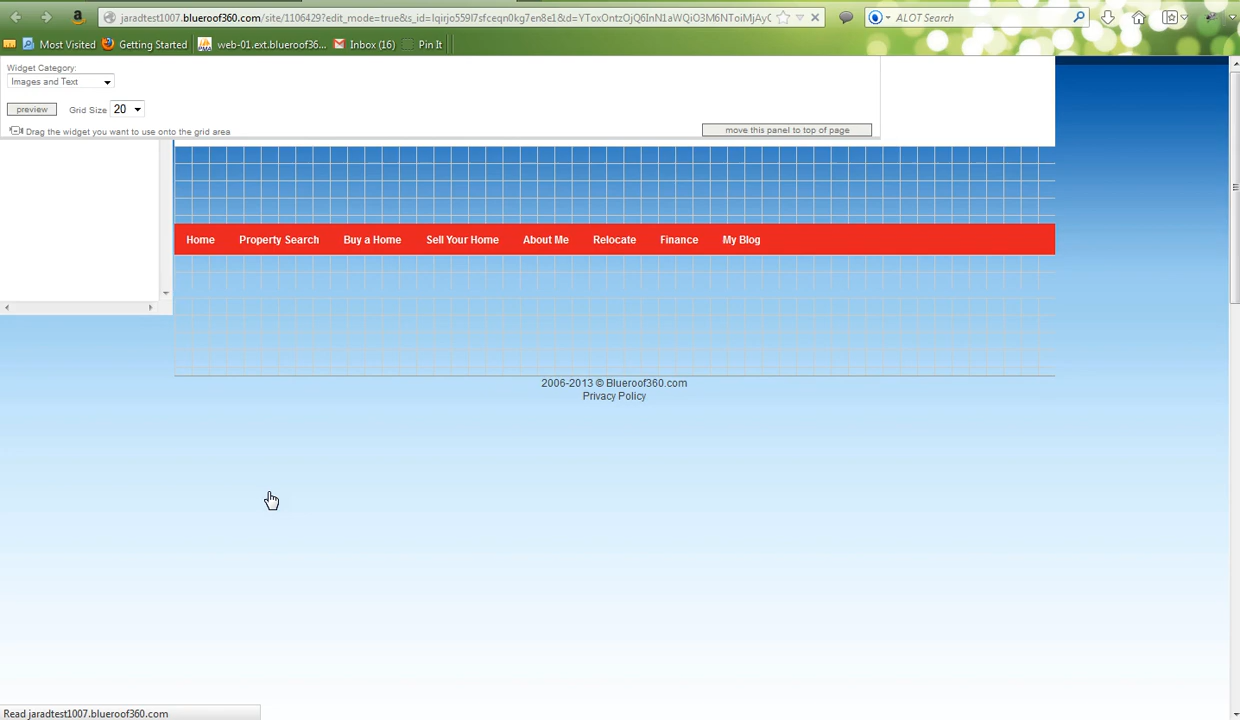 jaradtest1007.blueroof360.com/site/1106429?edit_mode=true&s_id=lqirjo559l7sfceqn0kg7en8e1&d=YToxOntzOjQ6InN1aWQiO3M6NToiMjAyC
ALOT Search
Most Visited Getting Started web-01.ext.blueroof36... Inbox (16) Pin It
Widget Category:
Images and Text
preview Grid Size 20
Drag the widget you want to use onto the grid area
move this panel to top of page
Home Property Search Buy a Home Sell Your Home About Me Relocate Finance My Blog
2006-2013 © Blueroof360.com
Privacy Policy
Read jaradtest1007.blueroof360.com